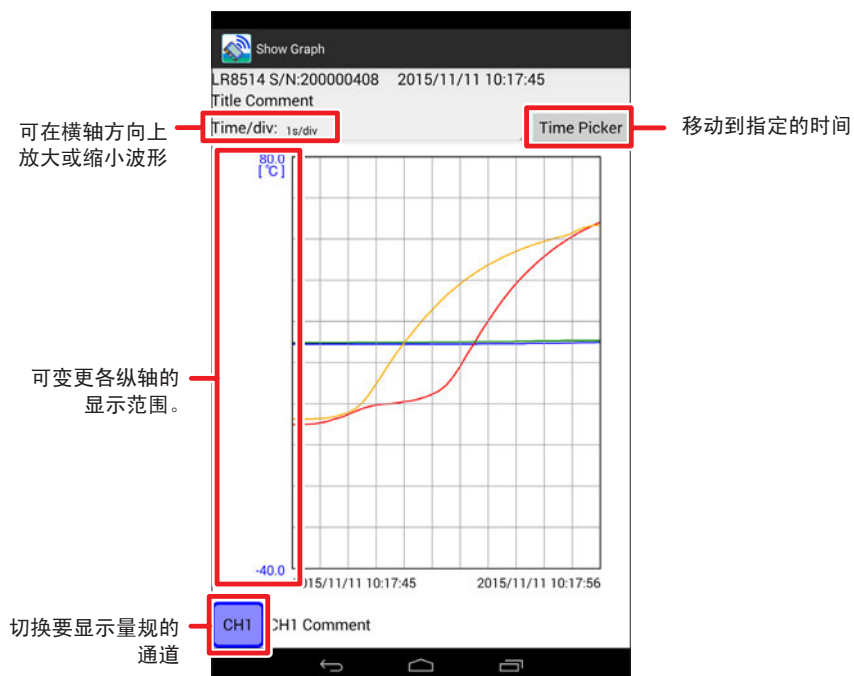 Show Graph
LR8514 S/N:200000408 2015/11/11 10:17:45
Title Comment
可在横轴方向上
放大或缩小波形
Time/div: 1s/div
Time Picker
移动到指定的时间
80.0
[℃]
可变更各纵轴的
显示范围。
-40.0
015/11/11 10:17:45
2015/11/11 10:17:56
切换要显示量规的
通道
CH1
CH1 Comment